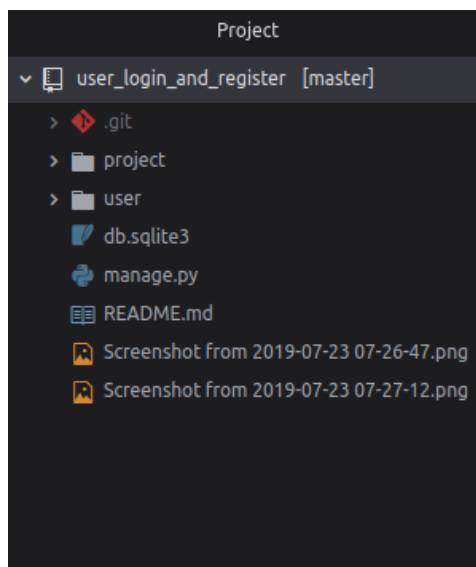 Project
user_login_and_register [master]
.git
project
user
db.sqlite3
manage.py
README.md
Screenshot from 2019-07-23 07-26-47.png
Screenshot from 2019-07-23 07-27-12.png